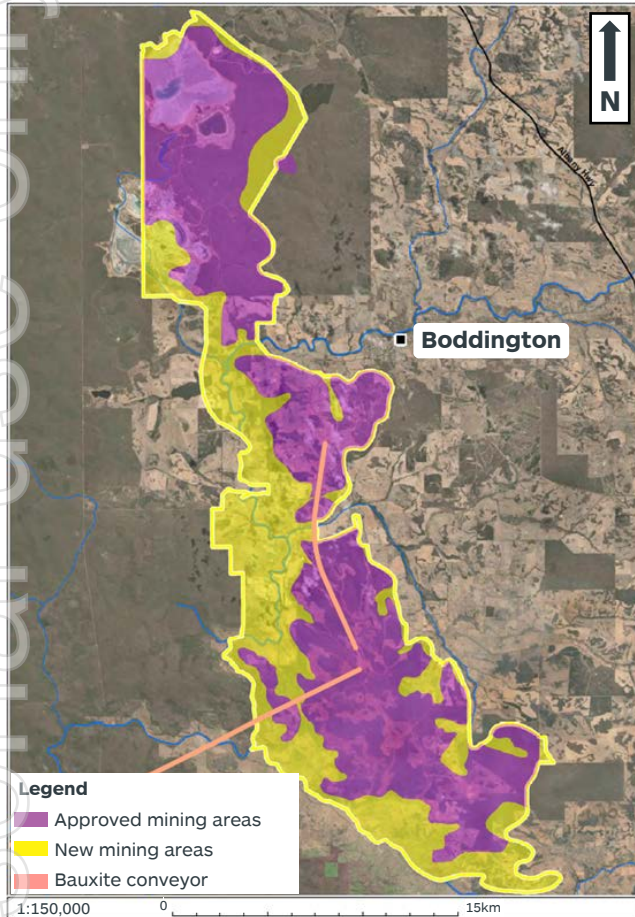 N
Albany Hwy
Boddington
Legend
Approved mining areas
New mining areas
Bauxite conveyor
1:150,000
0
15km